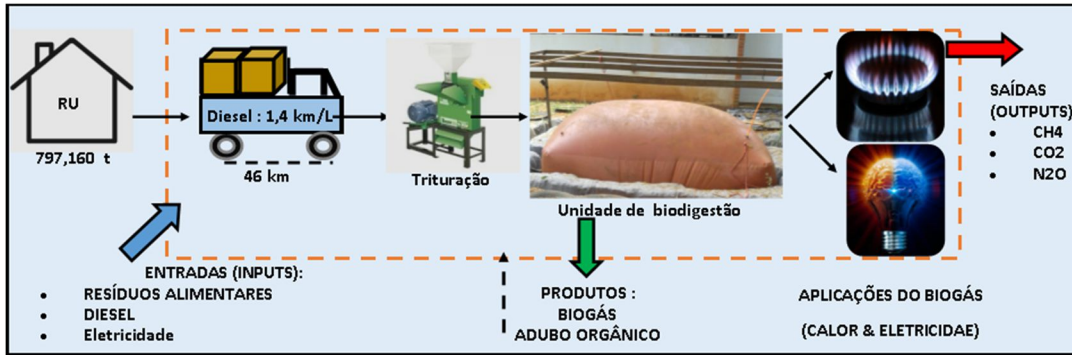 RU
797,160 t
Diesel : 1,4 km/L
46 km
Trituração
Unidade de biodigestão
SAÍDAS
(OUTPUTS)
• CH4
• CO2
• N2O
ENTRADAS (INPUTS):
• RESÍDUOS ALIMENTARES
• DIESEL
• Eletricidade
PRODUTOS :
BIOGÁS
ADUBO ORGÂNICO
APLICAÇÕES DO BIOGÁS
(CALOR & ELETRICIDAE)